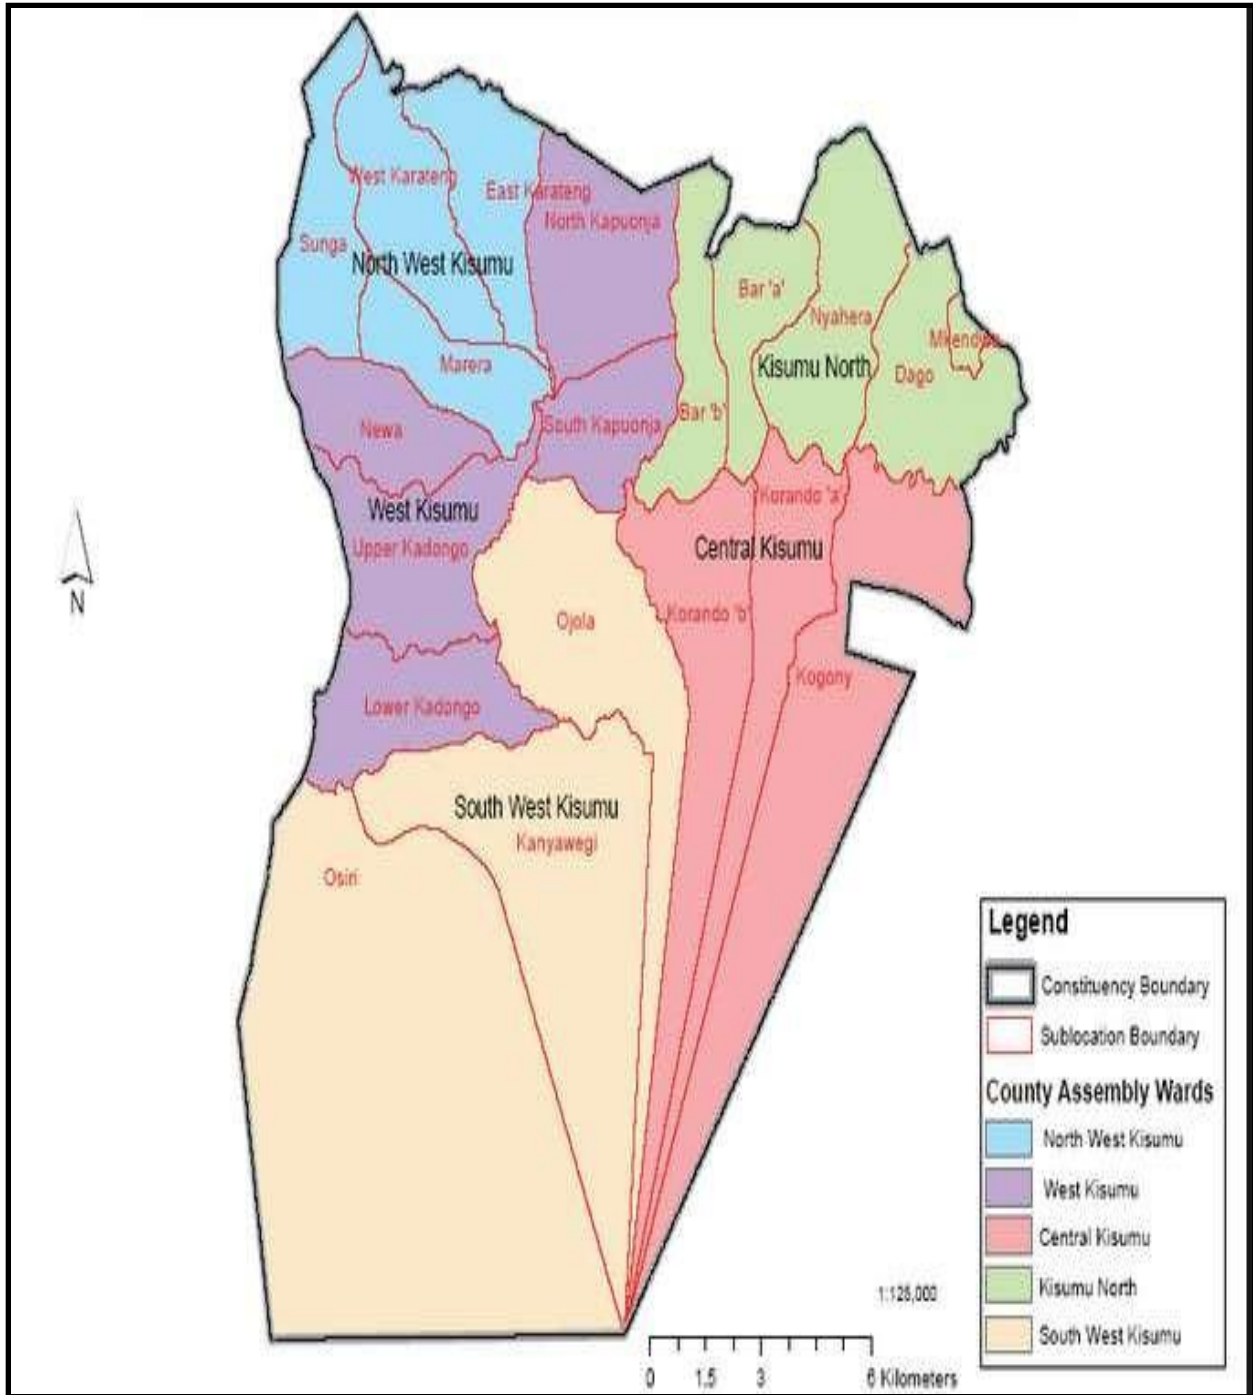 West Karateng
East Karateng
North Kapuonja
Sunga
North West Kisumu
Bar 'a'
Nyahera
Mkendwa
Marera
Kisumu North
Dago
Newa
South Kapuonja
Bar 'b'
West Kisumu
Korando 'a'
Upper Kadongo
Central Kisumu
N
Ojola
Korando 'b'
Kogony
Lower Kadongo
South West Kisumu
Kanyawegi
Osiri
Legend
Constituency Boundary
Sublocation Boundary
County Assembly Wards
North West Kisumu
West Kisumu
Central Kisumu
Kisumu North
South West Kisumu
1:126,000
0 1.5 3 6 Kilometers